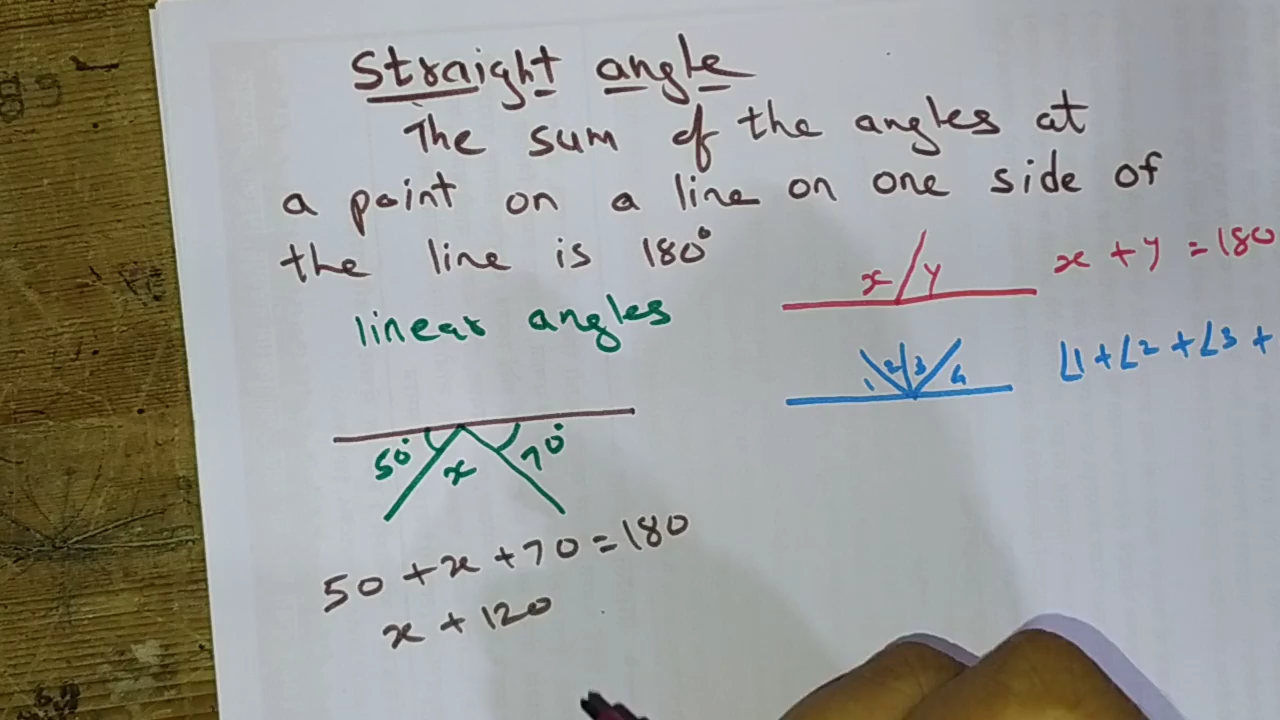 Straight angle
The sum of the angles at
a point on a line on one side of
the line is 180°
x y
x + y = 180
linear angles
1 2 3 4
∠1 + ∠2 + ∠3 +
50° x 70°
50 + x + 70 = 180
x + 120